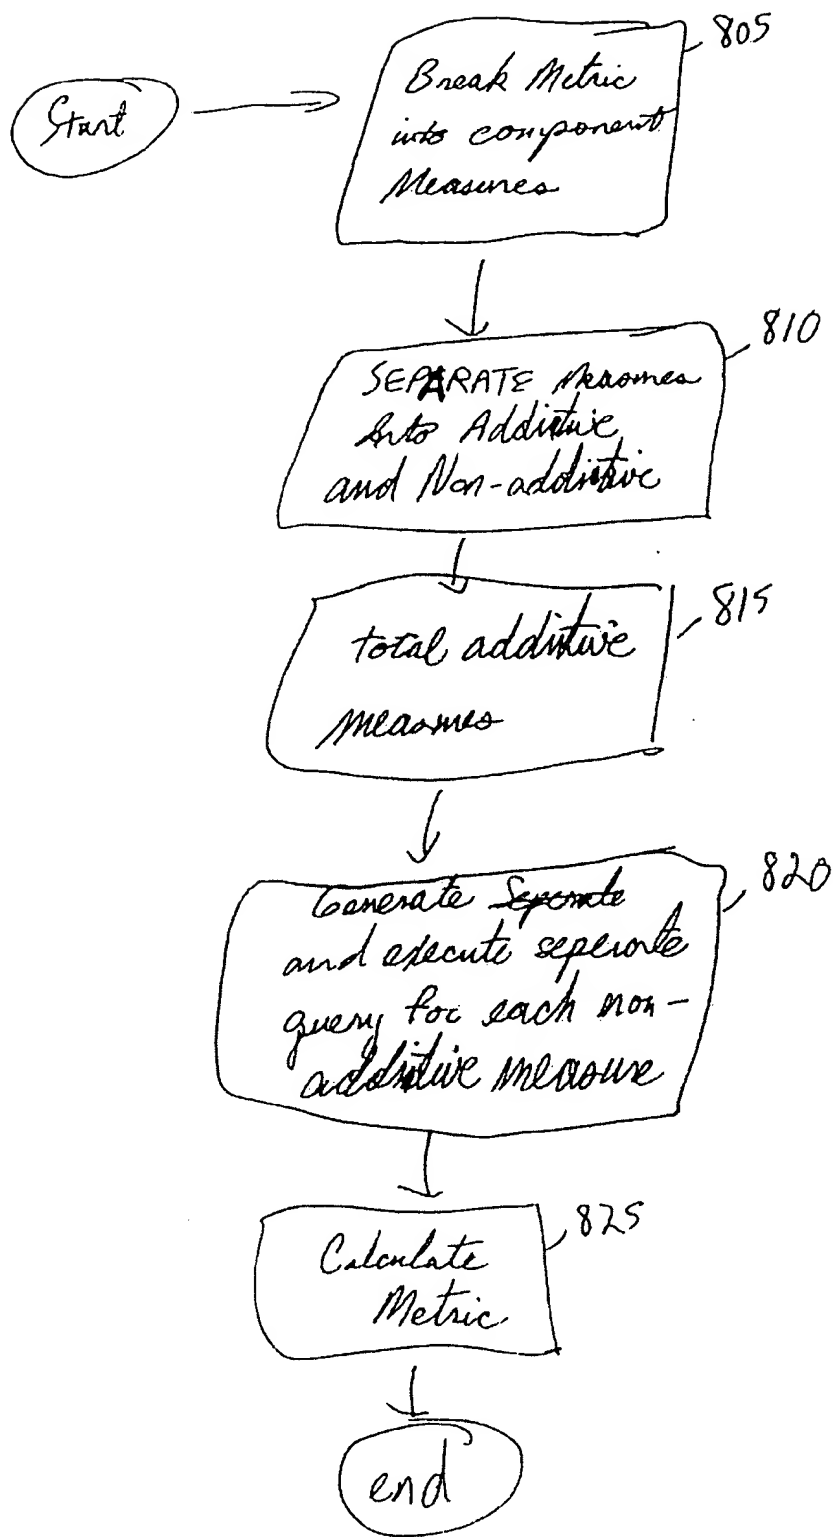 Start
805
Break Metric
into component
Measures
810
SEPARATE Measures
Into Additive
and Non-additive
815
total additive
measures
820
Generate Seperate
and execute seperate
query for each non-
additive measure
825
Calculate
Metric
end